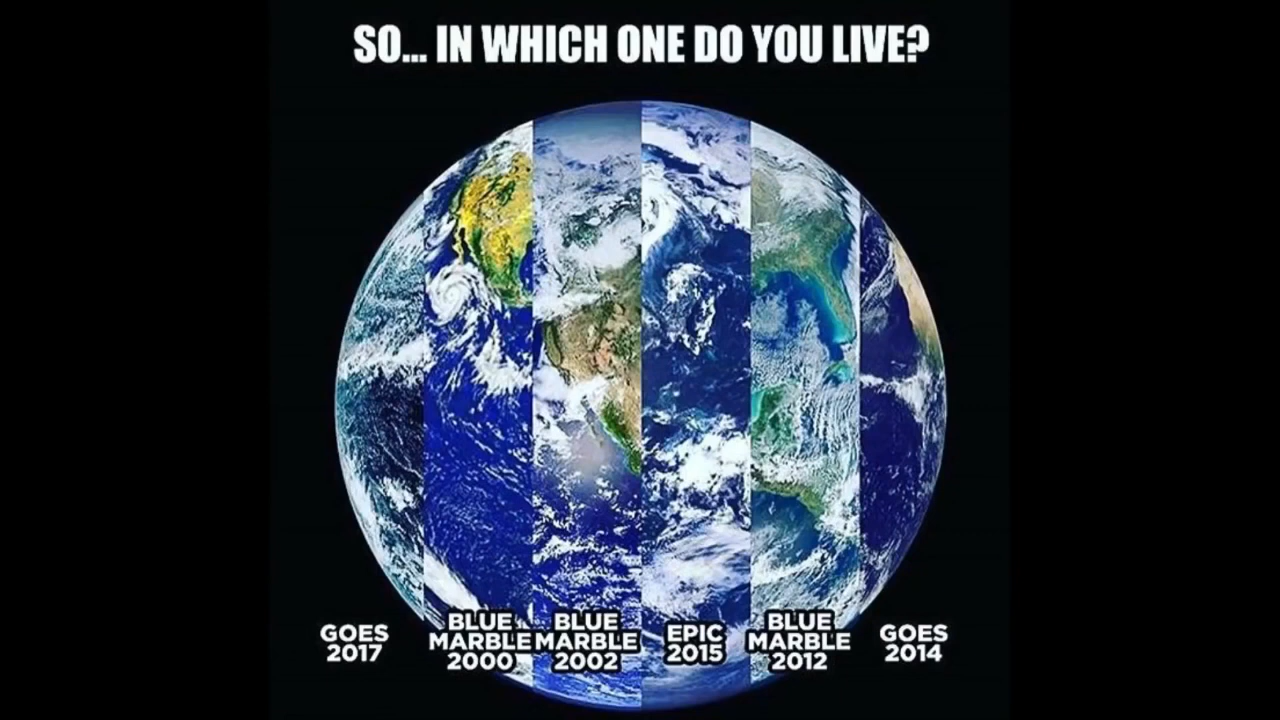 SO... IN WHICH ONE DO YOU LIVE?
GOES
2017
BLUE
MARBLE
2000
BLUE
MARBLE
2002
EPIC
2015
BLUE
MARBLE
2012
GOES
2014